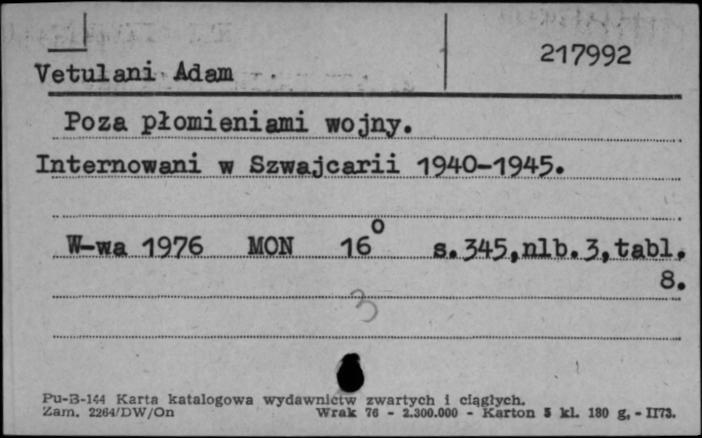 217992
Vetulani Adam
Poza płomieniami wojny.
Internowani w Szwajcarii 1940-1945.
W-wa 1976 MON 16° s.345,nlb.3,tabl.
8.
3
Pu-B-144 Karta katalogowa wydawnictw zwartych i ciągłych.
Zam. 2264/DW/On Wrak 76 - 2.300.000 - Karton 5 kl. 180 g, - II73.